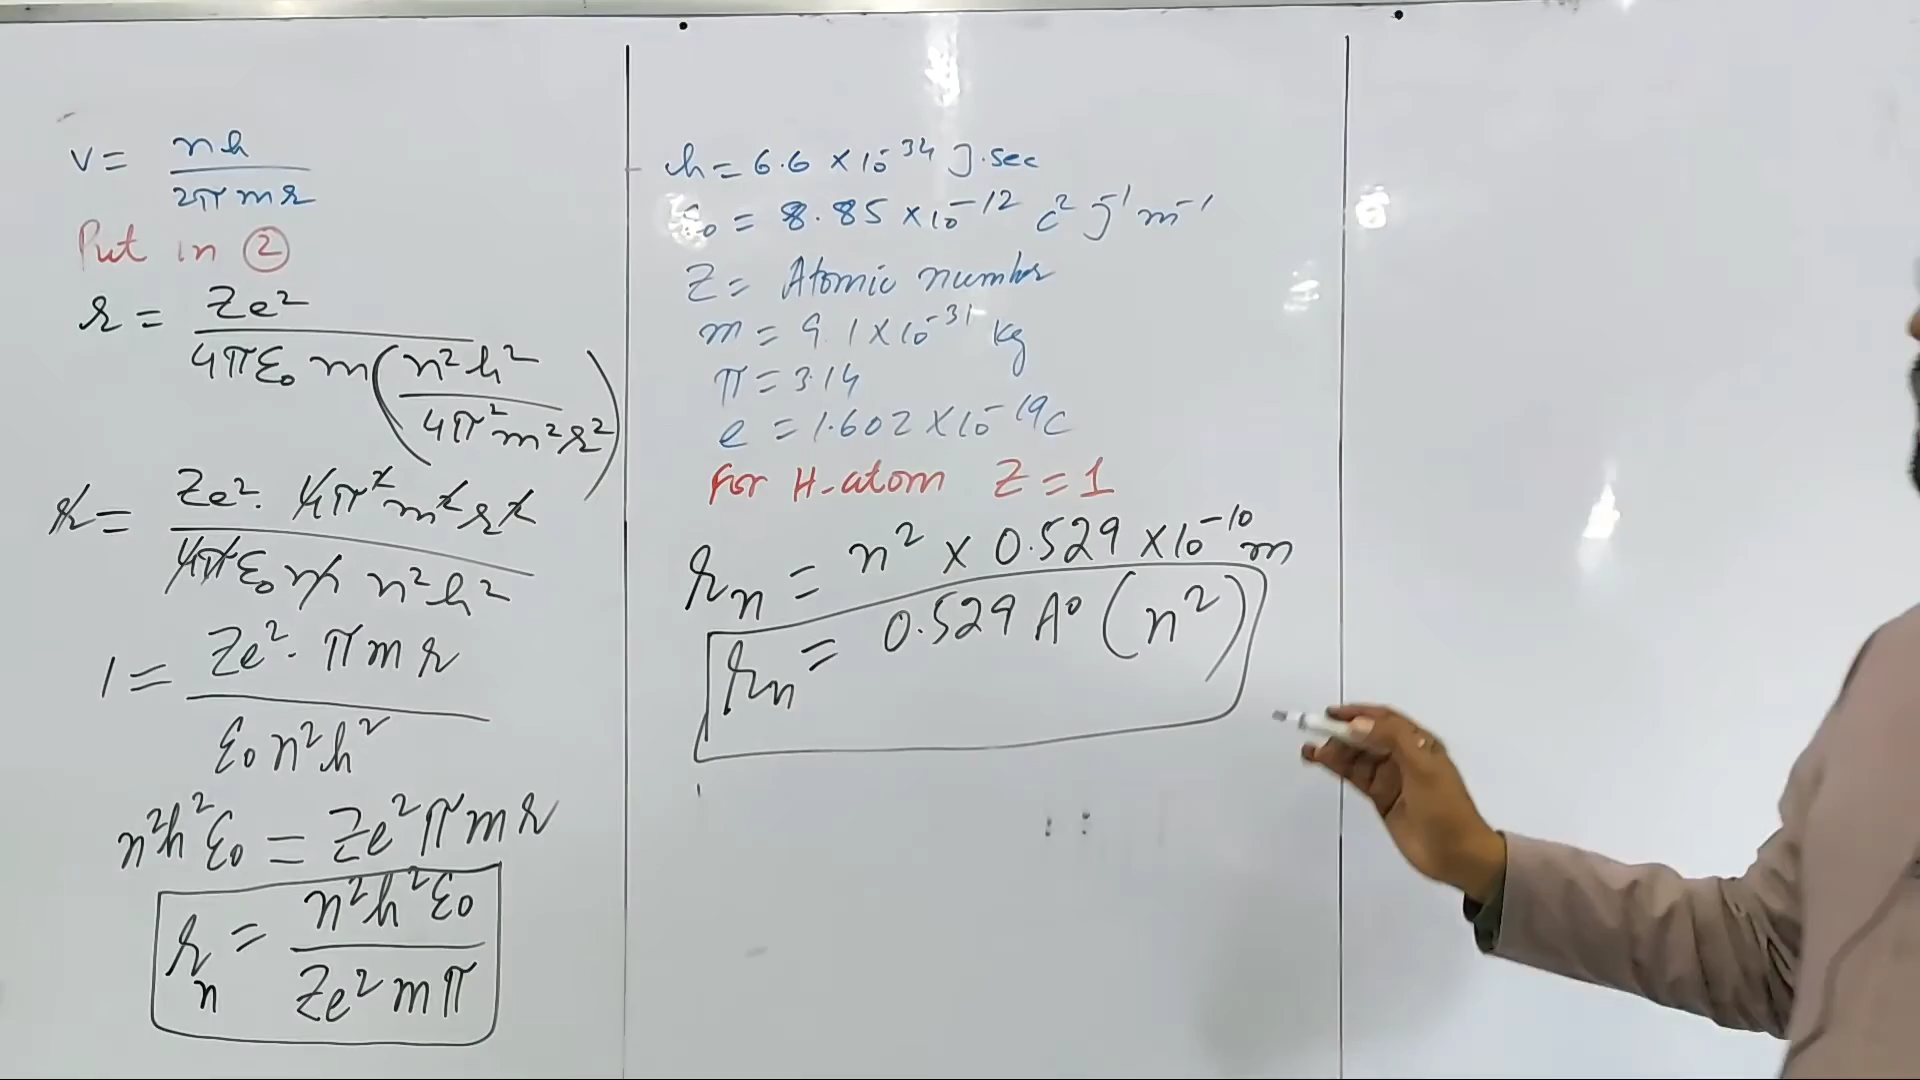 v = nh / 2πmr
Put in ②
r = Ze² / 4πε₀ m (n²h² / 4π²m²r²)
r = Ze². 4π²m²r² / 4πε₀m n²h²
1 = Ze². πmr / ε₀n²h²
n²h²ε₀ = Ze²πmr
rₙ = n²h²ε₀ / Ze²mπ
h = 6.6 × 10⁻³⁴ J.sec
ε₀ = 8.85 × 10⁻¹² c² J⁻¹ m⁻¹
Z = Atomic number
m = 9.1 × 10⁻³¹ kg
π = 3.14
e = 1.602 × 10⁻¹⁹ C
For H-atom Z = 1
rₙ = n² × 0.529 × 10⁻¹⁰ m
rₙ = 0.529 A° (n²)